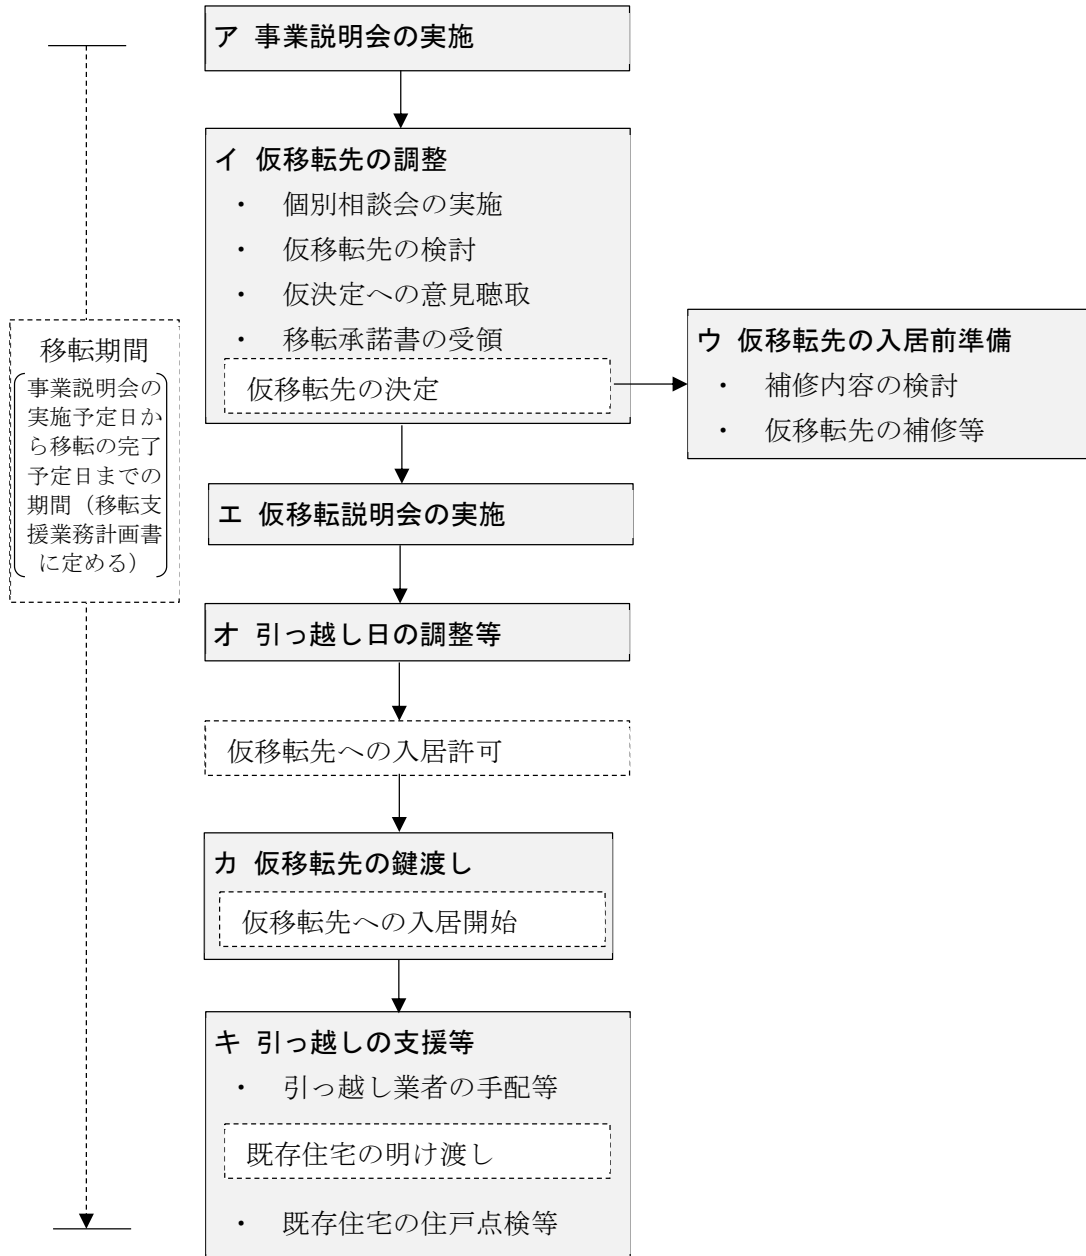 ア 事業説明会の実施
イ 仮移転先の調整
・ 個別相談会の実施
・ 仮移転先の検討
・ 仮決定への意見聴取
・ 移転承諾書の受領
仮移転先の決定
ウ 仮移転先の入居前準備
・ 補修内容の検討
・ 仮移転先の補修等
移転期間
事業説明会の
実施予定日か
ら移転の完了
予定日までの
期間（移転支
援業務計画書
に定める）
エ 仮移転説明会の実施
オ 引っ越し日の調整等
仮移転先への入居許可
カ 仮移転先の鍵渡し
仮移転先への入居開始
キ 引っ越しの支援等
・ 引っ越し業者の手配等
既存住宅の明け渡し
・ 既存住宅の住戸点検等